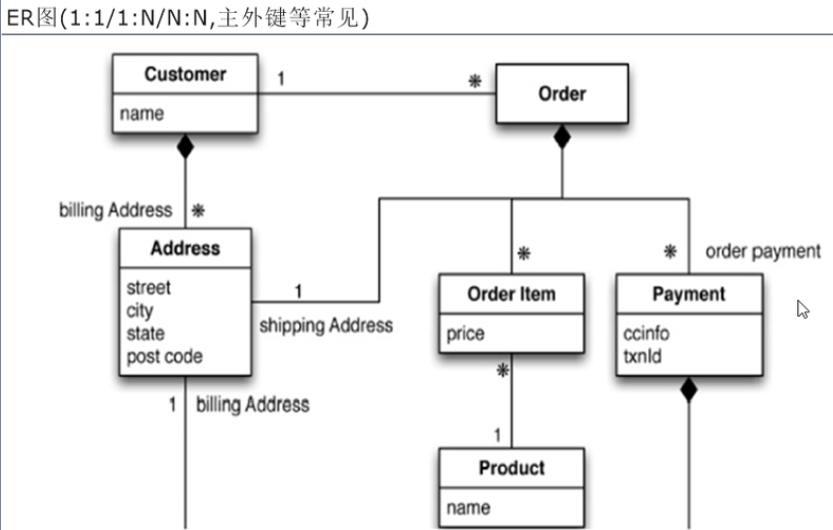 ER图(1:1/1:N/N:N,主外键等常见)
Customer
name
1
*
Order
billing Address
*
Address
street
city
state
post code
1
shipping Address
*
Order Item
price
*
order payment
Payment
ccinfo
txnId
*
1
Product
name
1
billing Address